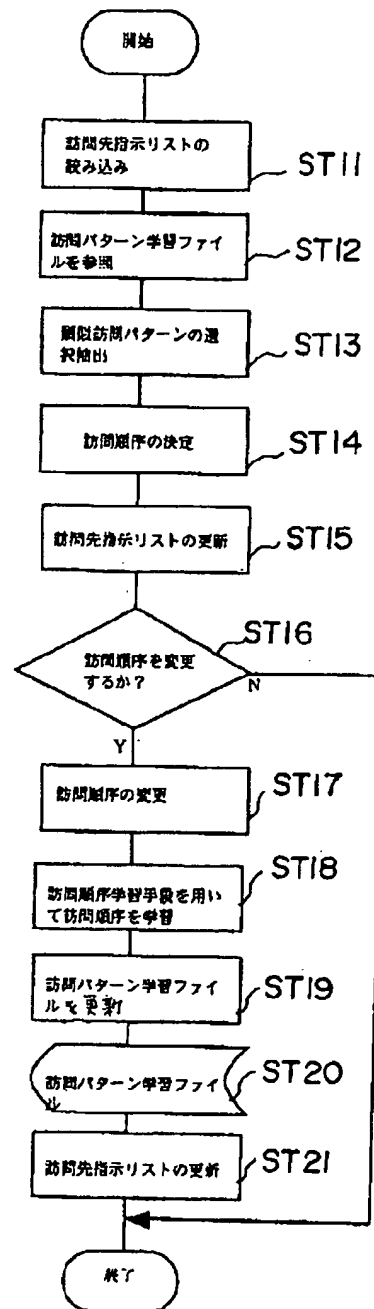 開始
訪問先指示リストの
読み込み
ST11
訪問パターン学習ファイ
ルを参照
ST12
類似訪問パターンの選
択抽出
ST13
訪問順序の決定
ST14
訪問先指示リストの更新
ST15
ST16
訪問順序を変更
するか?
N
Y
訪問順序の変更
ST17
ST18
訪問順序学習手段を用い
て訪問順序を学習
訪問パターン学習ファイ
ルを更新
ST19
訪問パターン学習ファイ
ル
ST20
訪問先指示リストの更新
ST21
終了